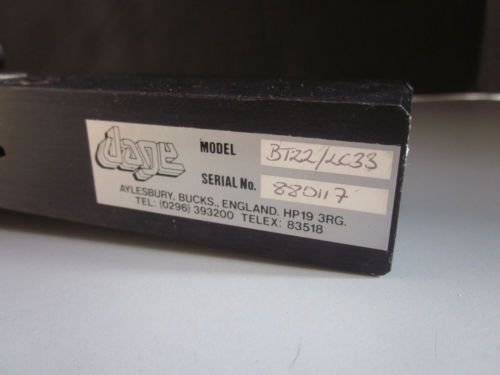 dage
MODEL BT22/LC33
SERIAL No. 880117
AYLESBURY, BUCKS., ENGLAND. HP19 3RG.
TEL: (0296) 393200 TELEX: 83518